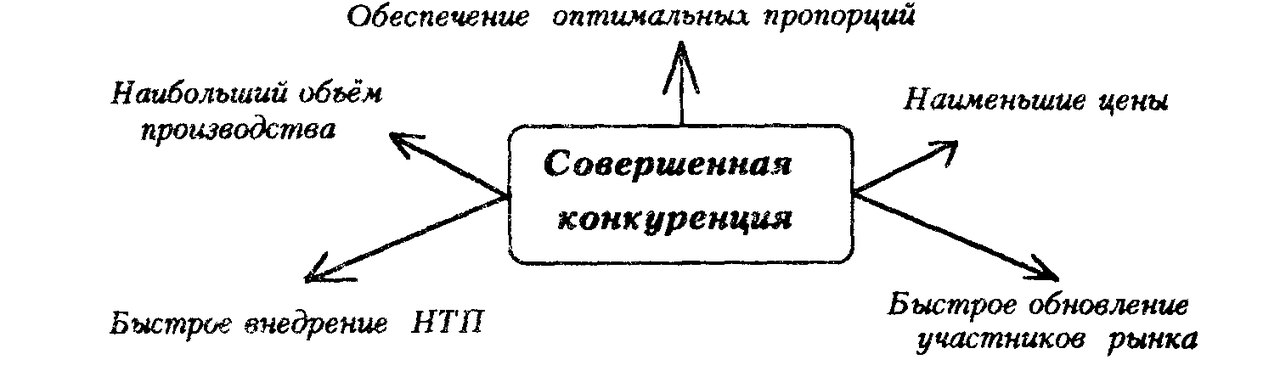 Обеспечение оптимальных пропорций
Наибольший объём
производства
Наименьшие цены
Совершенная
конкуренция
Быстрое внедрение НТП
Быстрое обновление
участников рынка